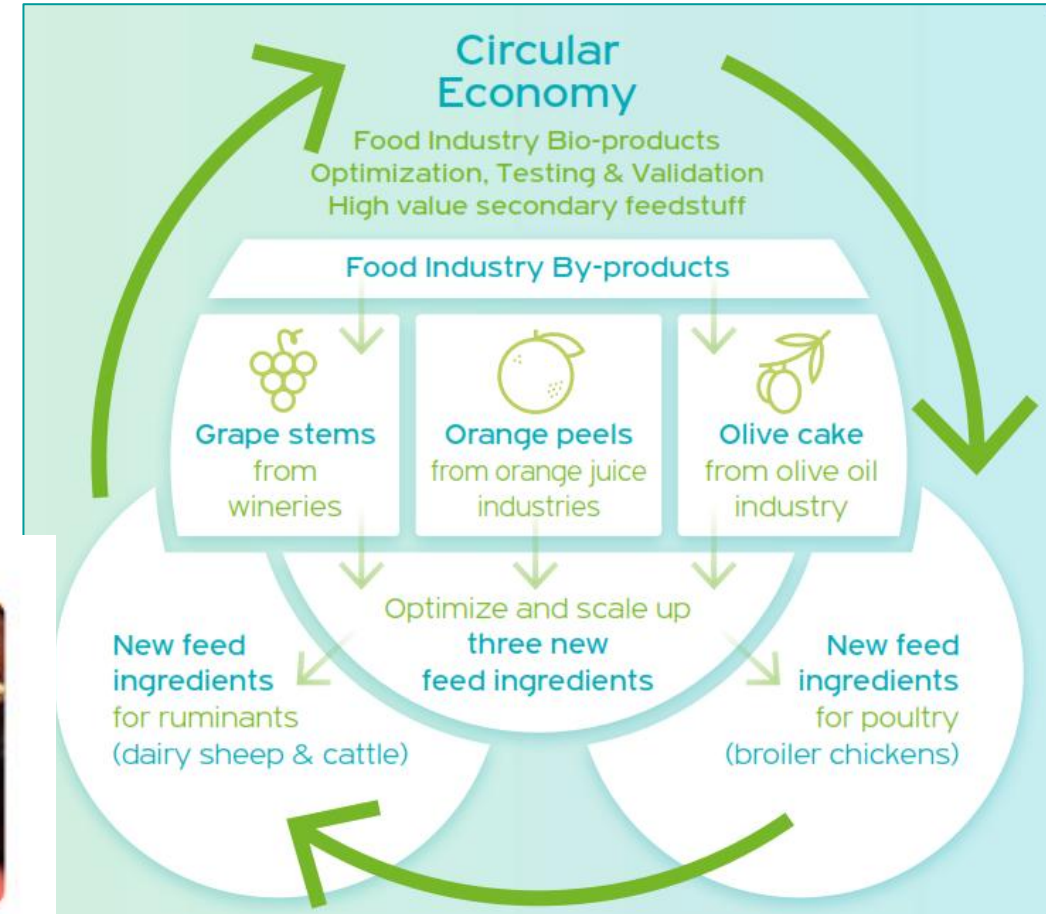 Circular
Economy
Food Industry Bio-products
Optimization, Testing & Validation
High value secondary feedstuff
Food Industry By-products
Grape stems
from
wineries
Orange peels
from orange juice
industries
Olive cake
from olive oil
industry
Optimize and scale up
three new
feed ingredients
New feed
ingredients
for ruminants
(dairy sheep & cattle)
New feed
ingredients
for poultry
(broiler chickens)